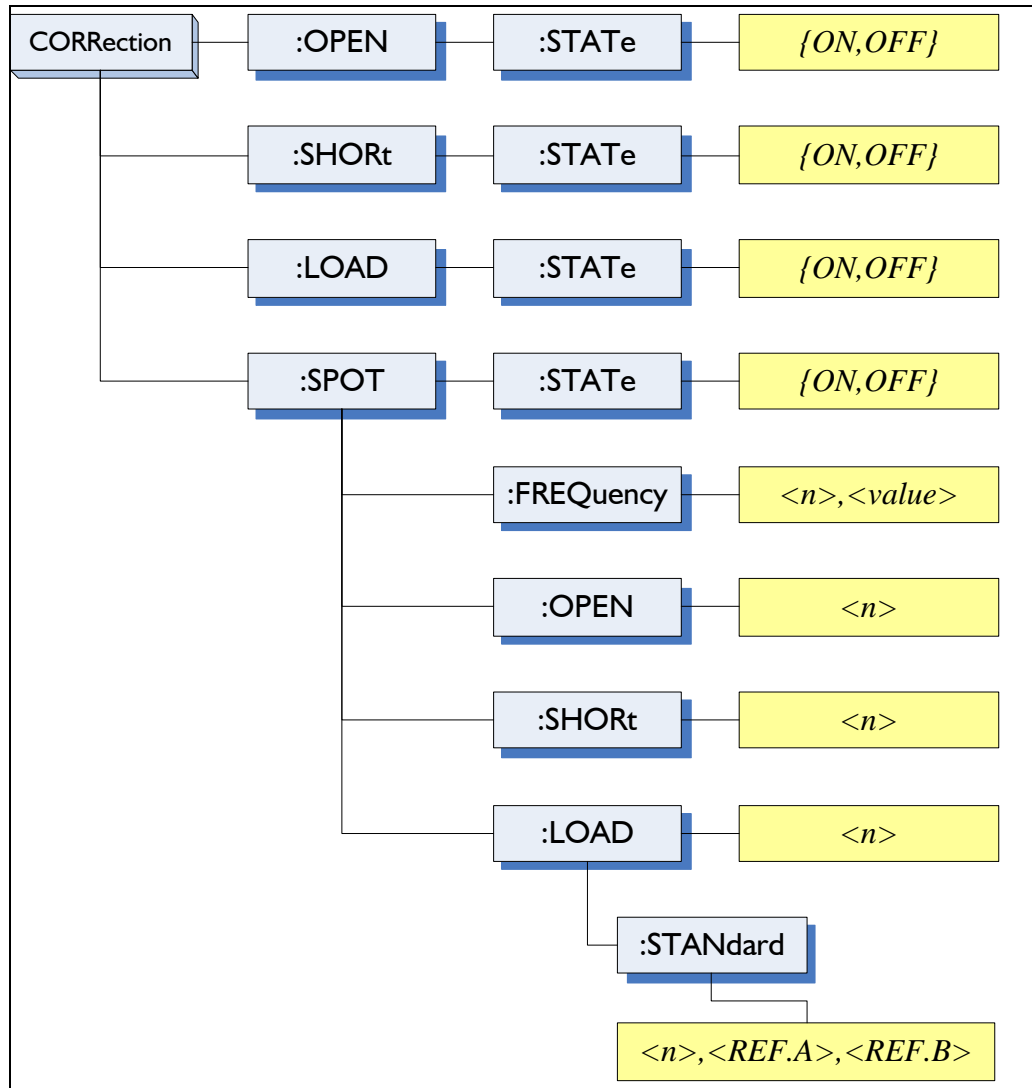 CORRection :OPEN :STATe {ON,OFF}
:SHORt :STATe {ON,OFF}
:LOAD :STATe {ON,OFF}
:SPOT :STATe {ON,OFF}
:FREQuency <n>,<value>
:OPEN <n>
:SHORt <n>
:LOAD <n>
:STANdard
<n>,<REF.A>,<REF.B>